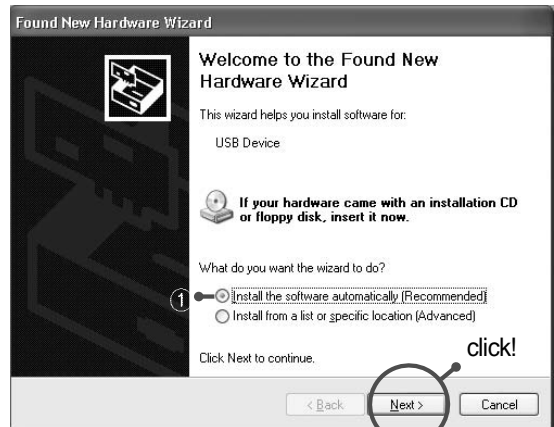 Found New Hardware Wizard
Welcome to the Found New
Hardware Wizard
This wizard helps you install software for:
USB Device
If your hardware came with an installation CD
or floppy disk, insert it now.
What do you want the wizard to do?
1 Install the software automatically (Recommended)
Install from a list or specific location (Advanced)
click!
Click Next to continue.
< Back Next > Cancel